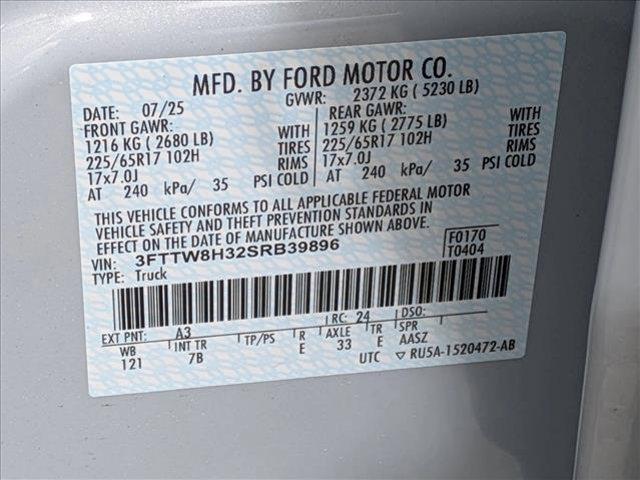 MFD. BY FORD MOTOR CO.
DATE: 07/25 GVWR: 2372 KG ( 5230 LB)
FRONT GAWR: REAR GAWR:
1216 KG ( 2680 LB) WITH 1259 KG ( 2775 LB) WITH
225/65R17 102H TIRES 225/65R17 102H TIRES
17x7.0J RIMS 17x7.0J RIMS
AT 240 kPa/ 35 PSI COLD AT 240 kPa/ 35 PSI COLD
THIS VEHICLE CONFORMS TO ALL APPLICABLE FEDERAL MOTOR
VEHICLE SAFETY AND THEFT PREVENTION STANDARDS IN
EFFECT ON THE DATE OF MANUFACTURE SHOWN ABOVE.
VIN: 3FTTW8H32SRB39896 F0170
TYPE: Truck T0404
EXT PNT: A3 RC: 24 DSO:
WB INT TR TP/PS R AXLE TR SPR
121 7B E 33 E AASZ
UTC ▽ RU5A-1520472-AB